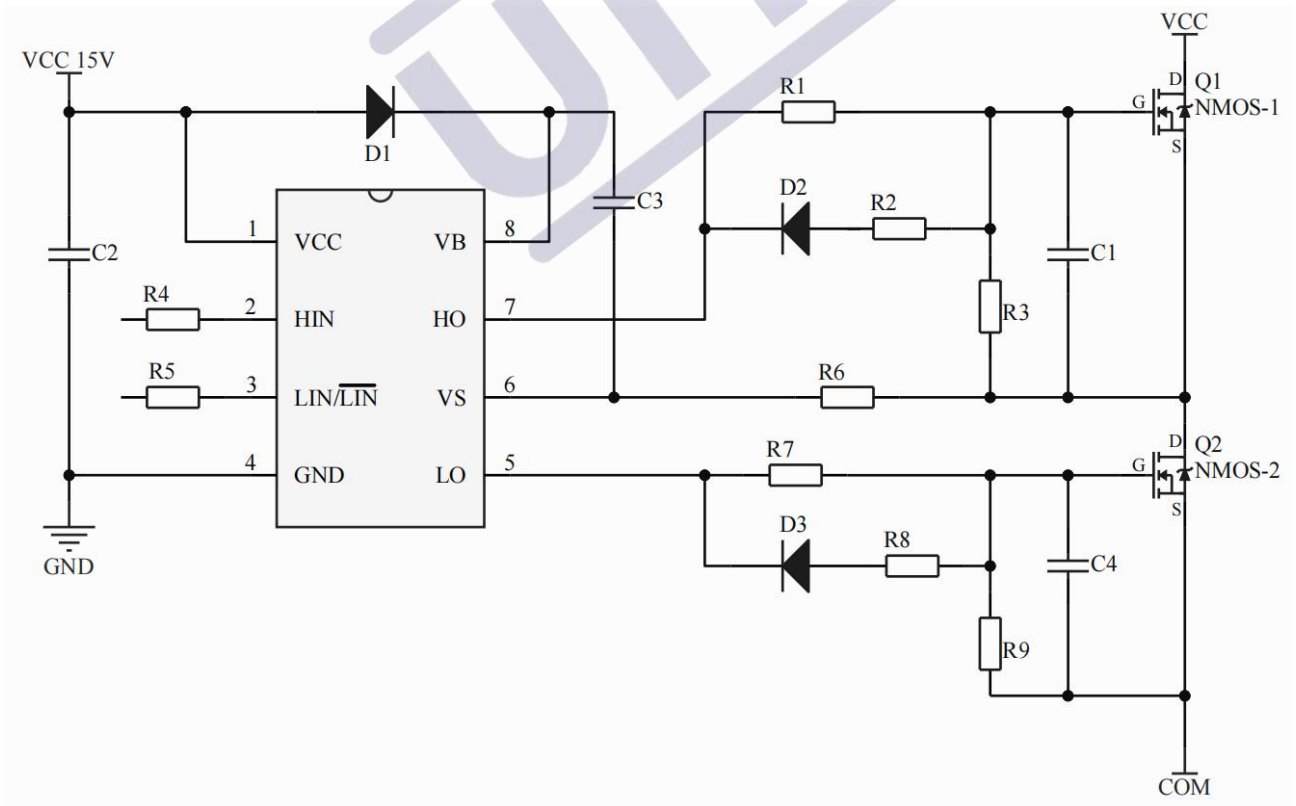 VCC
VCC 15V
D1
R1
D
Q1
G
NMOS-1
S
C3
D2
R2
C2
1
VCC
VB
8
C1
R4
2
HIN
HO
7
R3
R5
3
LIN/LIN
VS
6
R6
4
GND
LO
5
R7
D
Q2
G
NMOS-2
S
GND
D3
R8
C4
R9
COM